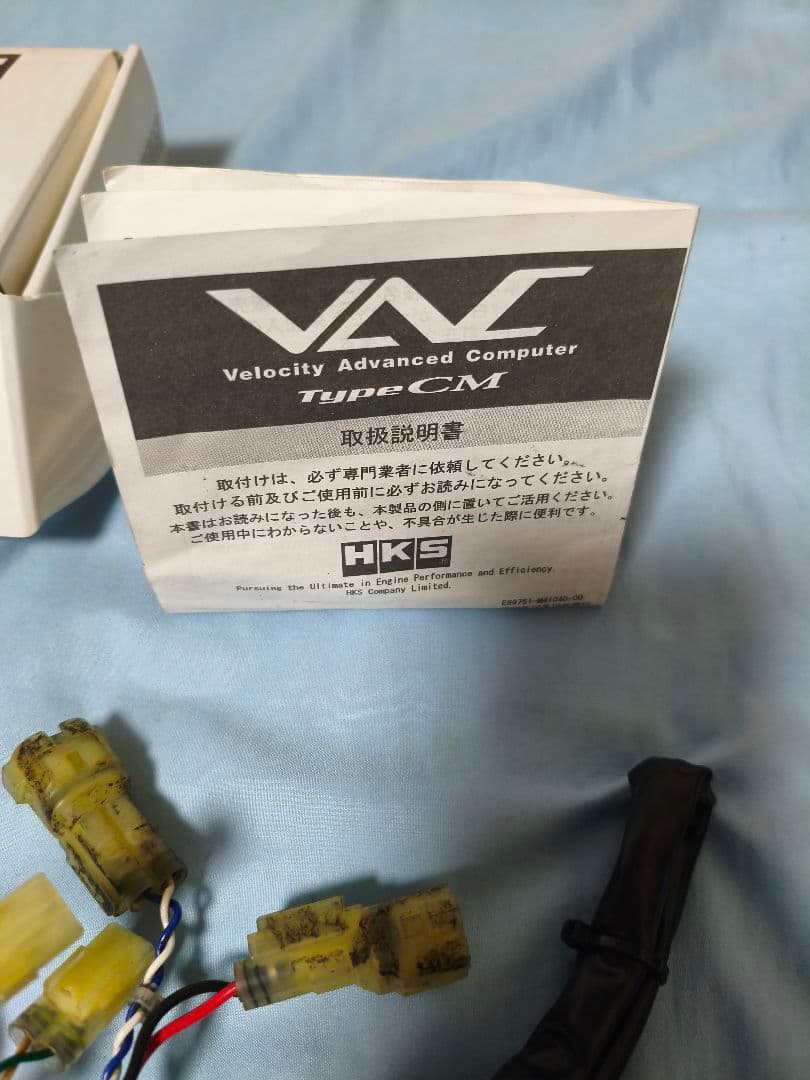 VAC
Velocity Advanced Computer
Type CM
取扱説明書
取付けは、必ず専門業者に依頼してください。
取付ける前及びご使用前に必ずお読みになってください。
本書はお読みになった後も、本製品の側に置いてご活用ください。
ご使用中にわからないことや、不具合が生じた際に便利です。
HKS
Pursuing the Ultimate in Engine Performance and Efficiency.
HKS Company Limited.